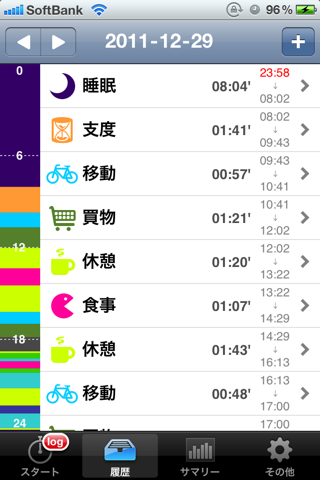 SoftBank 96%
2011-12-29 +
0
6
12
18
24
睡眠 08:04' 23:58 ↓ 08:02
支度 01:41' 08:02 ↓ 09:43
移動 00:57' 09:43 ↓ 10:41
買物 01:21' 10:41 ↓ 12:02
休憩 01:20' 12:02 ↓ 13:22
食事 01:07' 13:22 ↓ 14:29
休憩 01:43' 14:29 ↓ 16:13
移動 00:48' 16:13 ↓ 17:00
17:00
log
スタート 履歴 サマリー その他